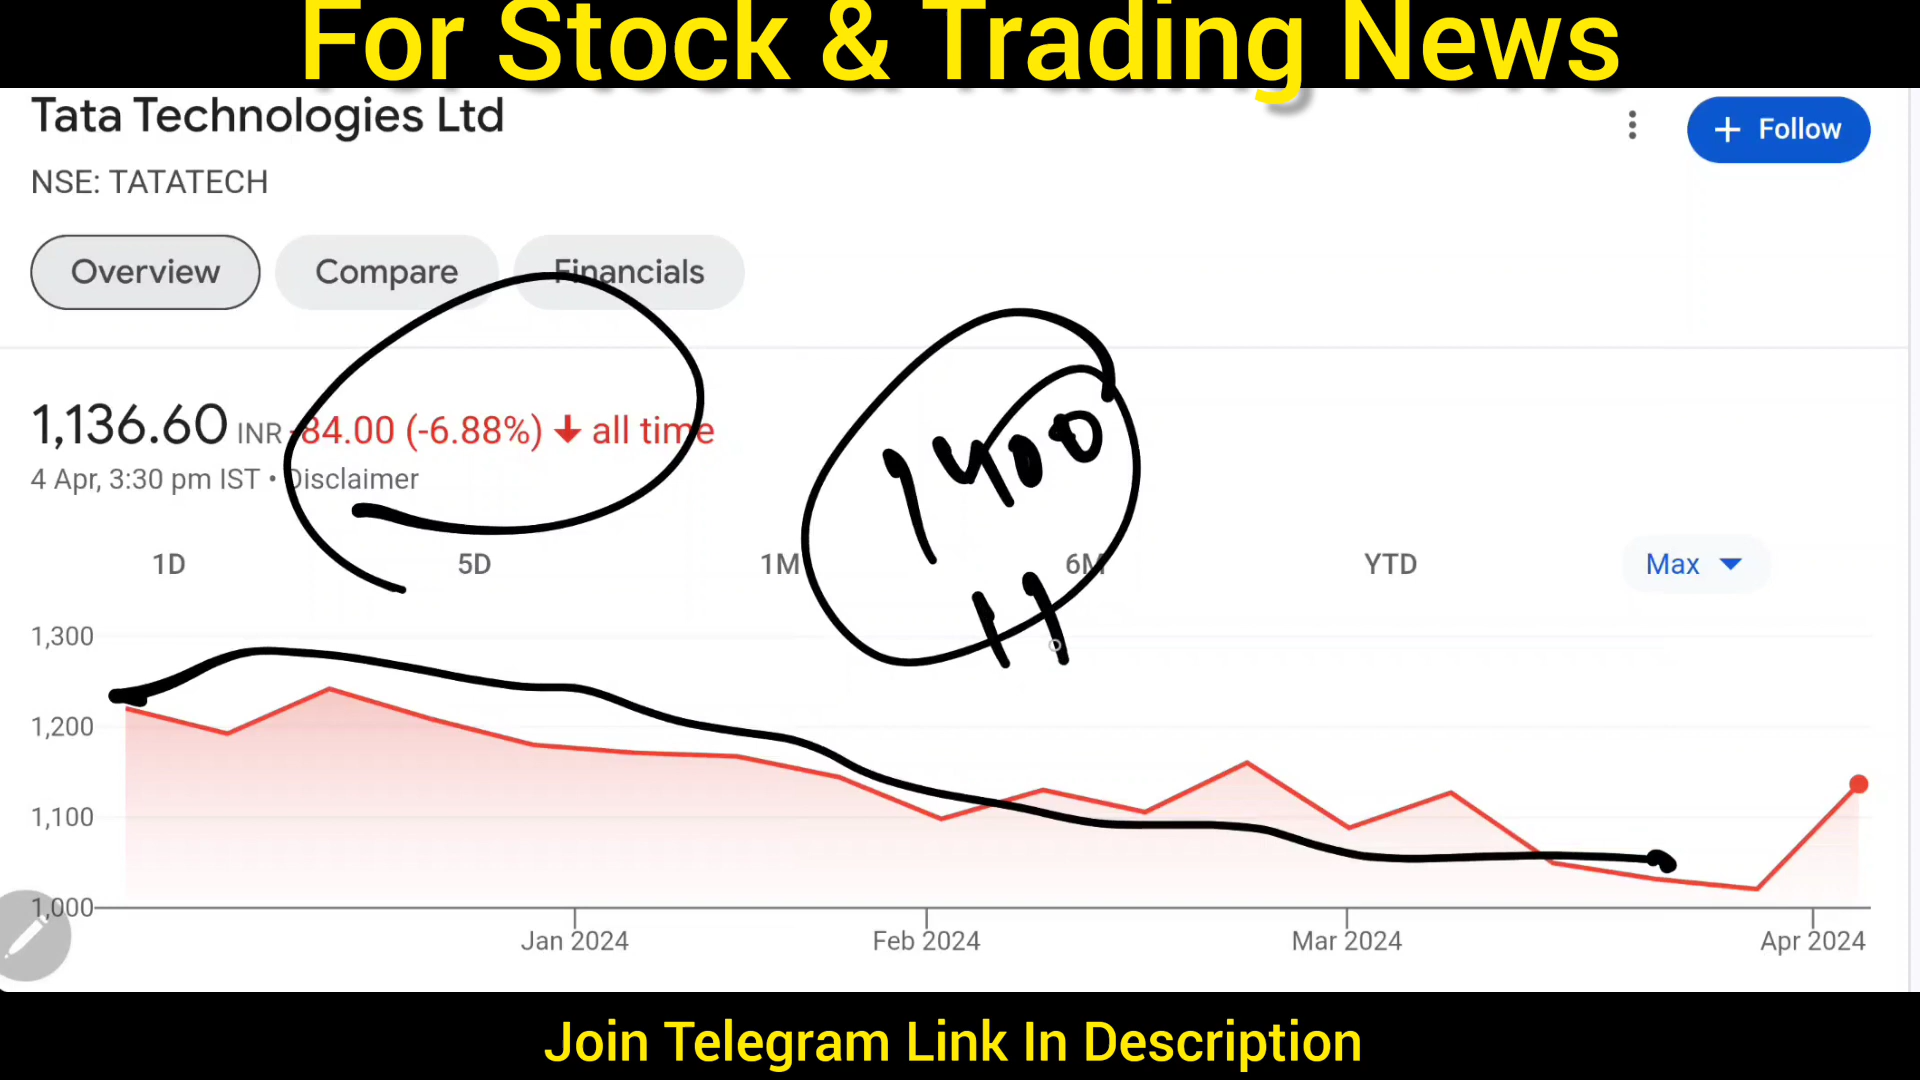 For Stock & Trading News
Tata Technologies Ltd
+ Follow
NSE: TATATECH
Overview Compare Financials
1,136.60 INR -84.00 (-6.88%) ↓ all time
4 Apr, 3:30 pm IST • Disclaimer
1400
11
1D 5D 1M 6M YTD Max
1,300
1,200
1,100
1,000
Jan 2024 Feb 2024 Mar 2024 Apr 2024
Join Telegram Link In Description